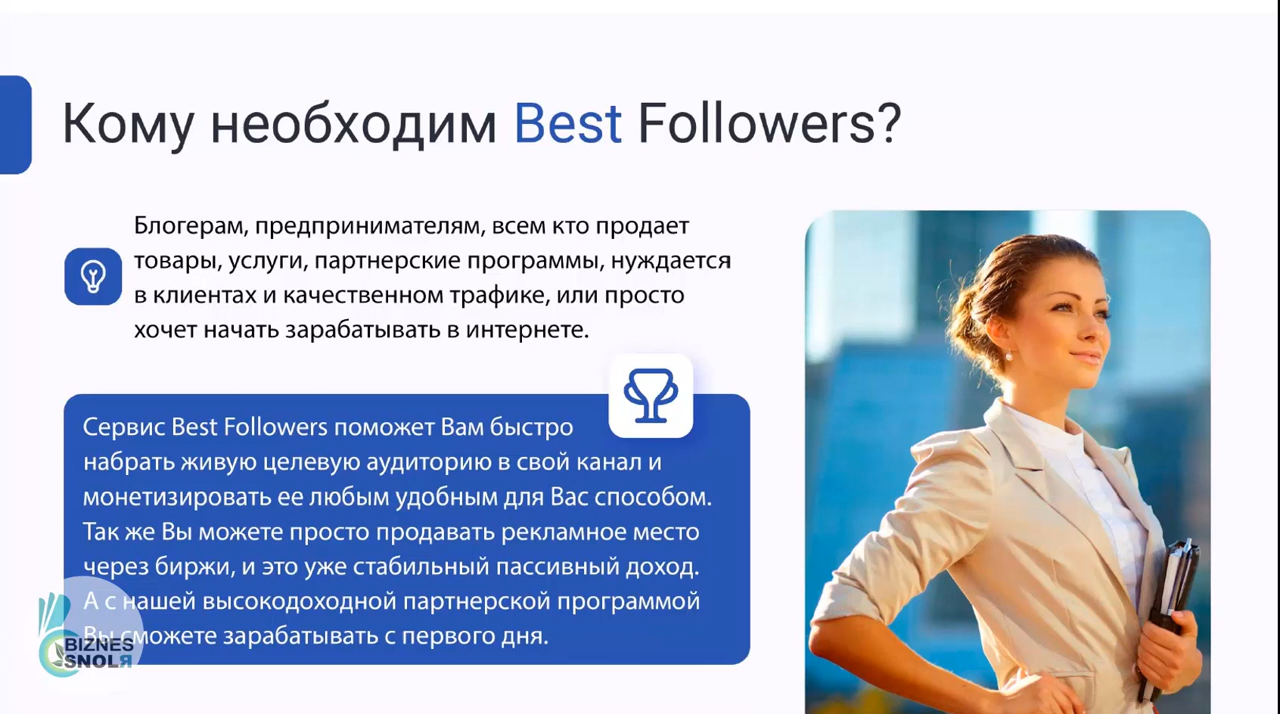 Кому необходим Best Followers?
Блогерам, предпринимателям, всем кто продает
товары, услуги, партнерские программы, нуждается
в клиентах и качественном трафике, или просто
хочет начать зарабатывать в интернете.
Сервис Best Followers поможет Вам быстро
набрать живую целевую аудиторию в свой канал и
монетизировать ее любым удобным для Вас способом.
Так же Вы можете просто продавать рекламное место
через биржи, и это уже стабильный пассивный доход.
А с нашей высокодоходной партнерской программой
Вы сможете зарабатывать с первого дня.
BIZNES
SNOLЯ